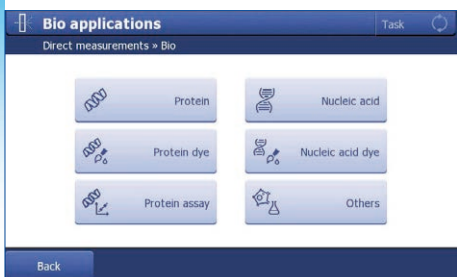 Bio applications
Task
Direct measurements » Bio
Protein
Nucleic acid
Protein dye
Nucleic acid dye
Protein assay
Others
Back